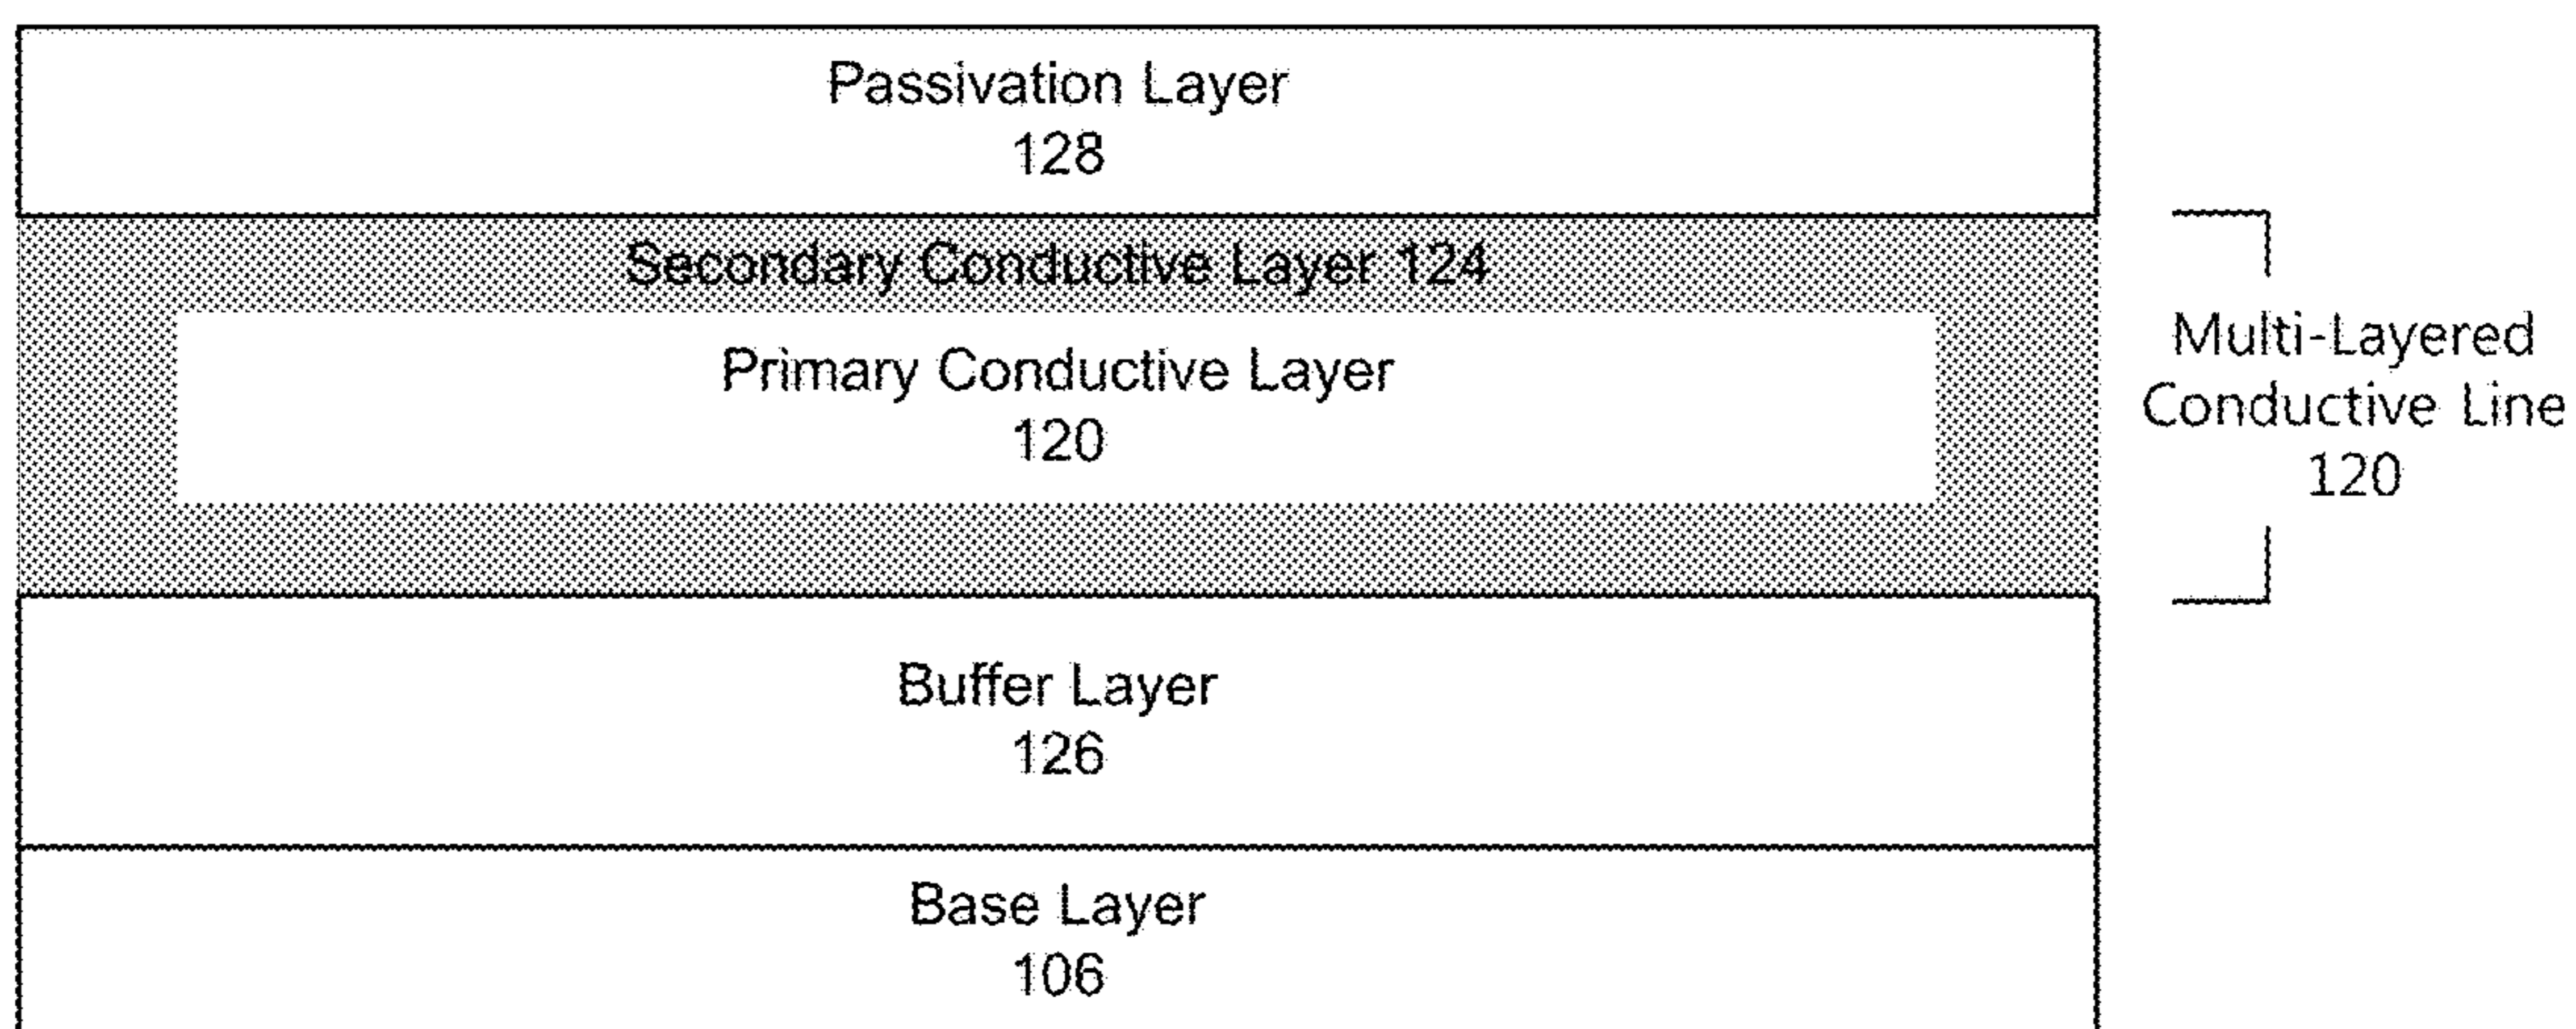 Passivation Layer
128
Secondary Conductive Layer 124
Primary Conductive Layer
120
Multi-Layered
Conductive Line
120
Buffer Layer
126
Base Layer
106